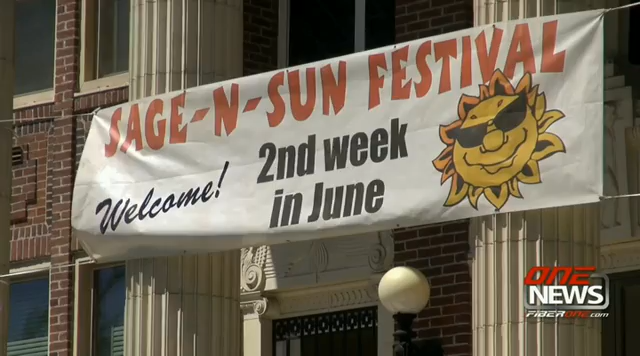 SAGE-N-SUN FESTIVAL
Welcome!
2nd week
in June
ONE
NEWS
FIBERONE.com